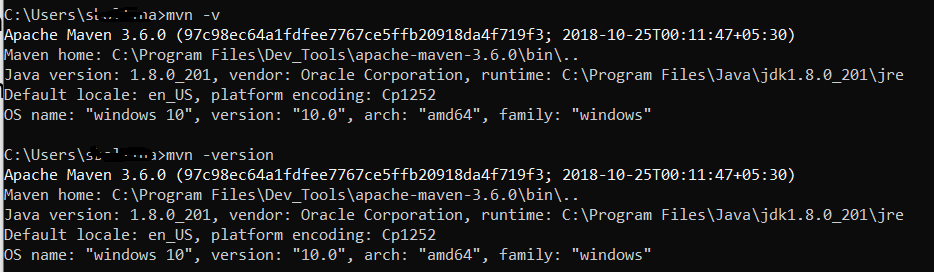 C:\Users\s na>mvn -v
Apache Maven 3.6.0 (97c98ec64a1fdfee7767ce5ffb20918da4f719f3; 2018-10-25T00:11:47+05:30)
Maven home: C:\Program Files\Dev_Tools\apache-maven-3.6.0\bin\..
Java version: 1.8.0_201, vendor: Oracle Corporation, runtime: C:\Program Files\Java\jdk1.8.0_201\jre
Default locale: en_US, platform encoding: Cp1252
OS name: "windows 10", version: "10.0", arch: "amd64", family: "windows"
C:\Users\s na>mvn -version
Apache Maven 3.6.0 (97c98ec64a1fdfee7767ce5ffb20918da4f719f3; 2018-10-25T00:11:47+05:30)
Maven home: C:\Program Files\Dev_Tools\apache-maven-3.6.0\bin\..
Java version: 1.8.0_201, vendor: Oracle Corporation, runtime: C:\Program Files\Java\jdk1.8.0_201\jre
Default locale: en_US, platform encoding: Cp1252
OS name: "windows 10", version: "10.0", arch: "amd64", family: "windows"